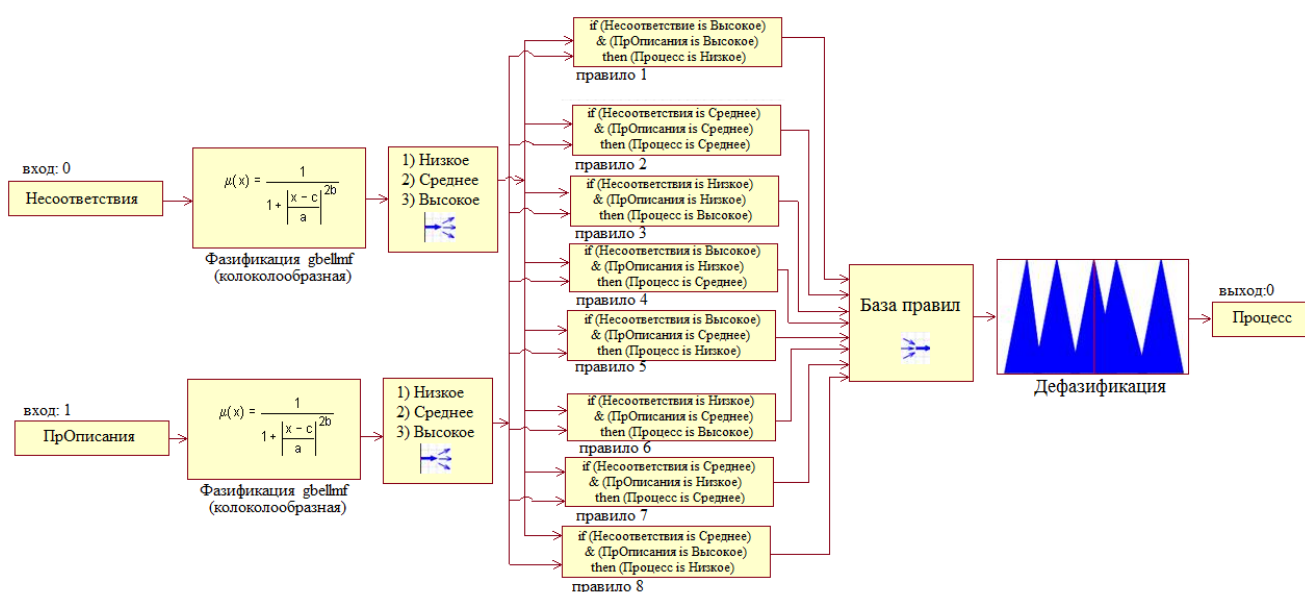 вход: 0
Несоответствия
μ(x) = 1 / (1 + |(x − c) / a|^2b)
Фазификация gbellmf
(колоколообразная)
1) Низкое
2) Среднее
3) Высокое
вход: 1
ПрОписания
μ(x) = 1 / (1 + |(x − c) / a|^2b)
Фазификация gbellmf
(колоколообразная)
1) Низкое
2) Среднее
3) Высокое
if (Несоответствие is Высокое)
& (ПрОписания is Высокое)
then (Процесс is Низкое)
правило 1
if (Несоответствия is Среднее)
& (ПрОписания is Среднее)
then (Процесс is Среднее)
правило 2
if (Несоответствия is Низкое)
& (ПрОписания is Низкое)
then (Процесс is Высокое)
правило 3
if (Несоответствия is Высокое)
& (ПрОписания is Низкое)
then (Процесс is Среднее)
правило 4
if (Несоответствия is Высокое)
& (ПрОписания is Среднее)
then (Процесс is Низкое)
правило 5
if (Несоответствия is Низкое)
& (ПрОписания is Среднее)
then (Процесс is Высокое)
правило 6
if (Несоответствия is Среднее)
& (ПрОписания is Низкое)
then (Процесс is Среднее)
правило 7
if (Несоответствия is Среднее)
& (ПрОписания is Высокое)
then (Процесс is Низкое)
правило 8
База правил
Дефазификация
выход:0
Процесс